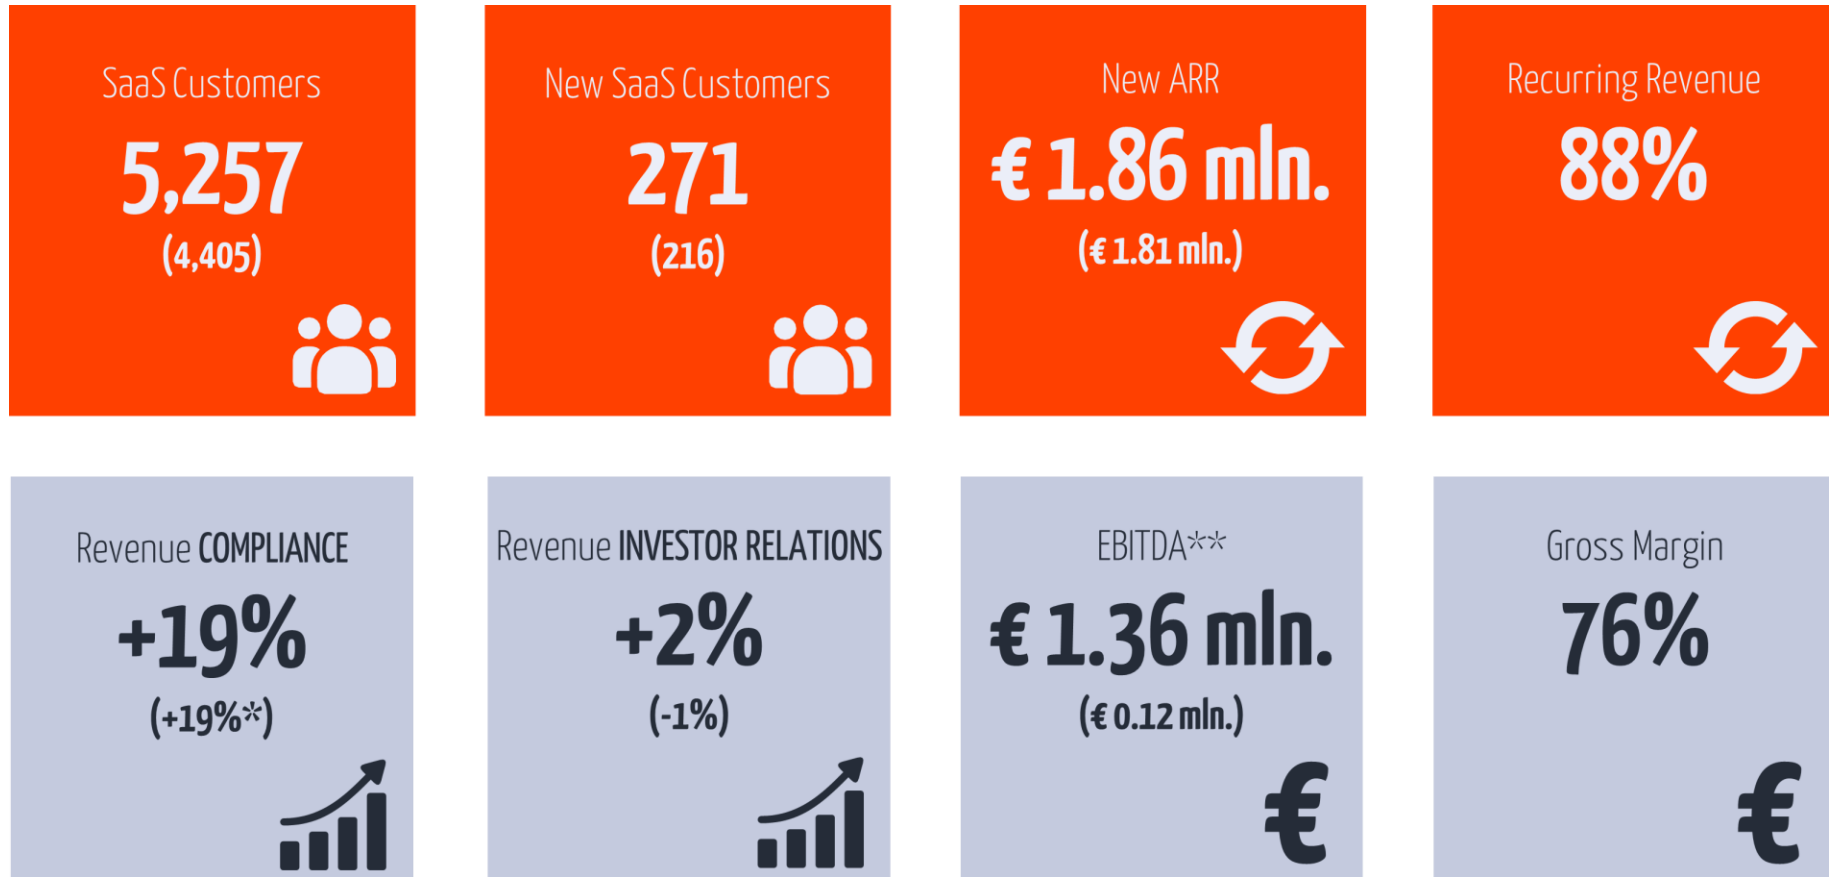 SaaS Customers
5,257
(4,405)
New SaaS Customers
271
(216)
New ARR
€ 1.86 mln.
(€ 1.81 mln.)
Recurring Revenue
88%
Revenue COMPLIANCE
+19%
(+19%*)
Revenue INVESTOR RELATIONS
+2%
(-1%)
EBITDA**
€ 1.36 mln.
(€ 0.12 mln.)
€
Gross Margin
76%
€